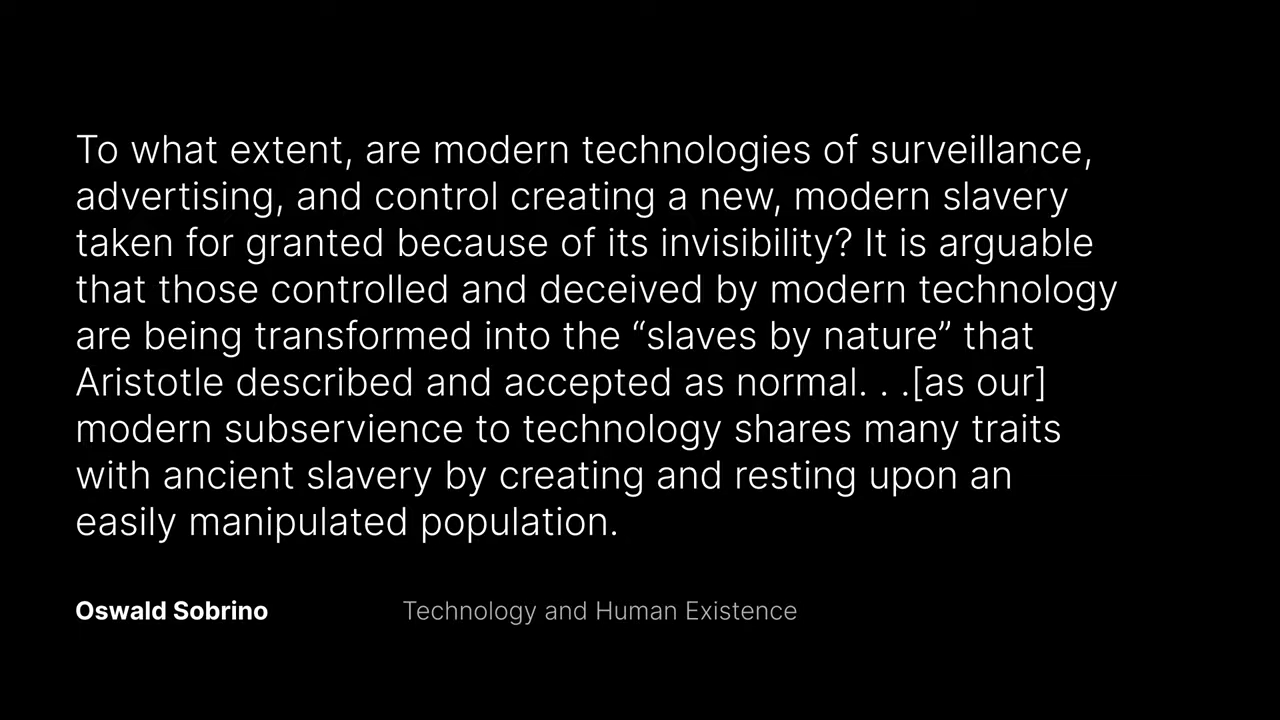 To what extent, are modern technologies of surveillance,
advertising, and control creating a new, modern slavery
taken for granted because of its invisibility? It is arguable
that those controlled and deceived by modern technology
are being transformed into the “slaves by nature” that
Aristotle described and accepted as normal. . .[as our]
modern subservience to technology shares many traits
with ancient slavery by creating and resting upon an
easily manipulated population.
Oswald Sobrino Technology and Human Existence